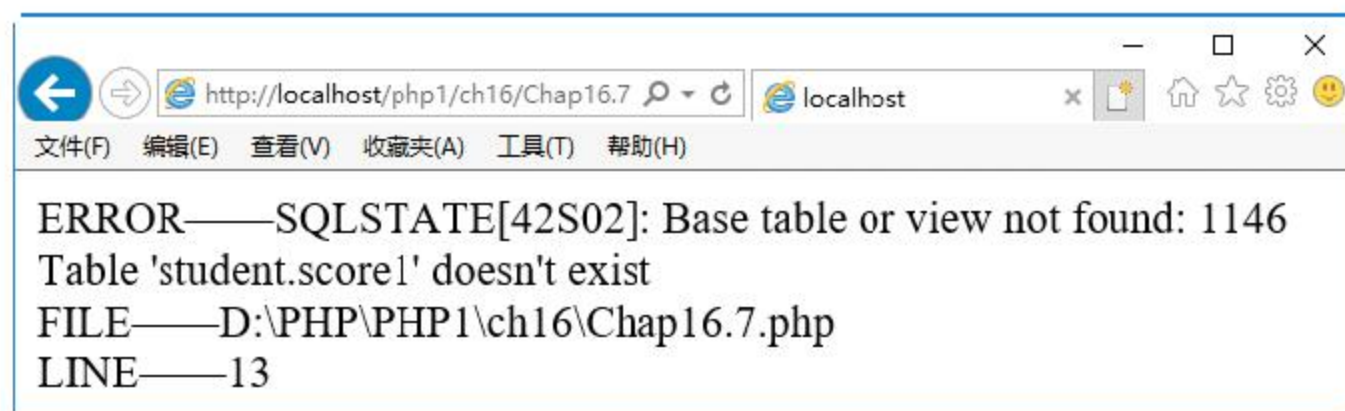 http://localhost/php1/ch16/Chap16.7
localhost
文件(F) 编辑(E) 查看(V) 收藏夹(A) 工具(T) 帮助(H)
ERROR——SQLSTATE[42S02]: Base table or view not found: 1146
Table 'student.score1' doesn't exist
FILE——D:\PHP\PHP1\ch16\Chap16.7.php
LINE——13